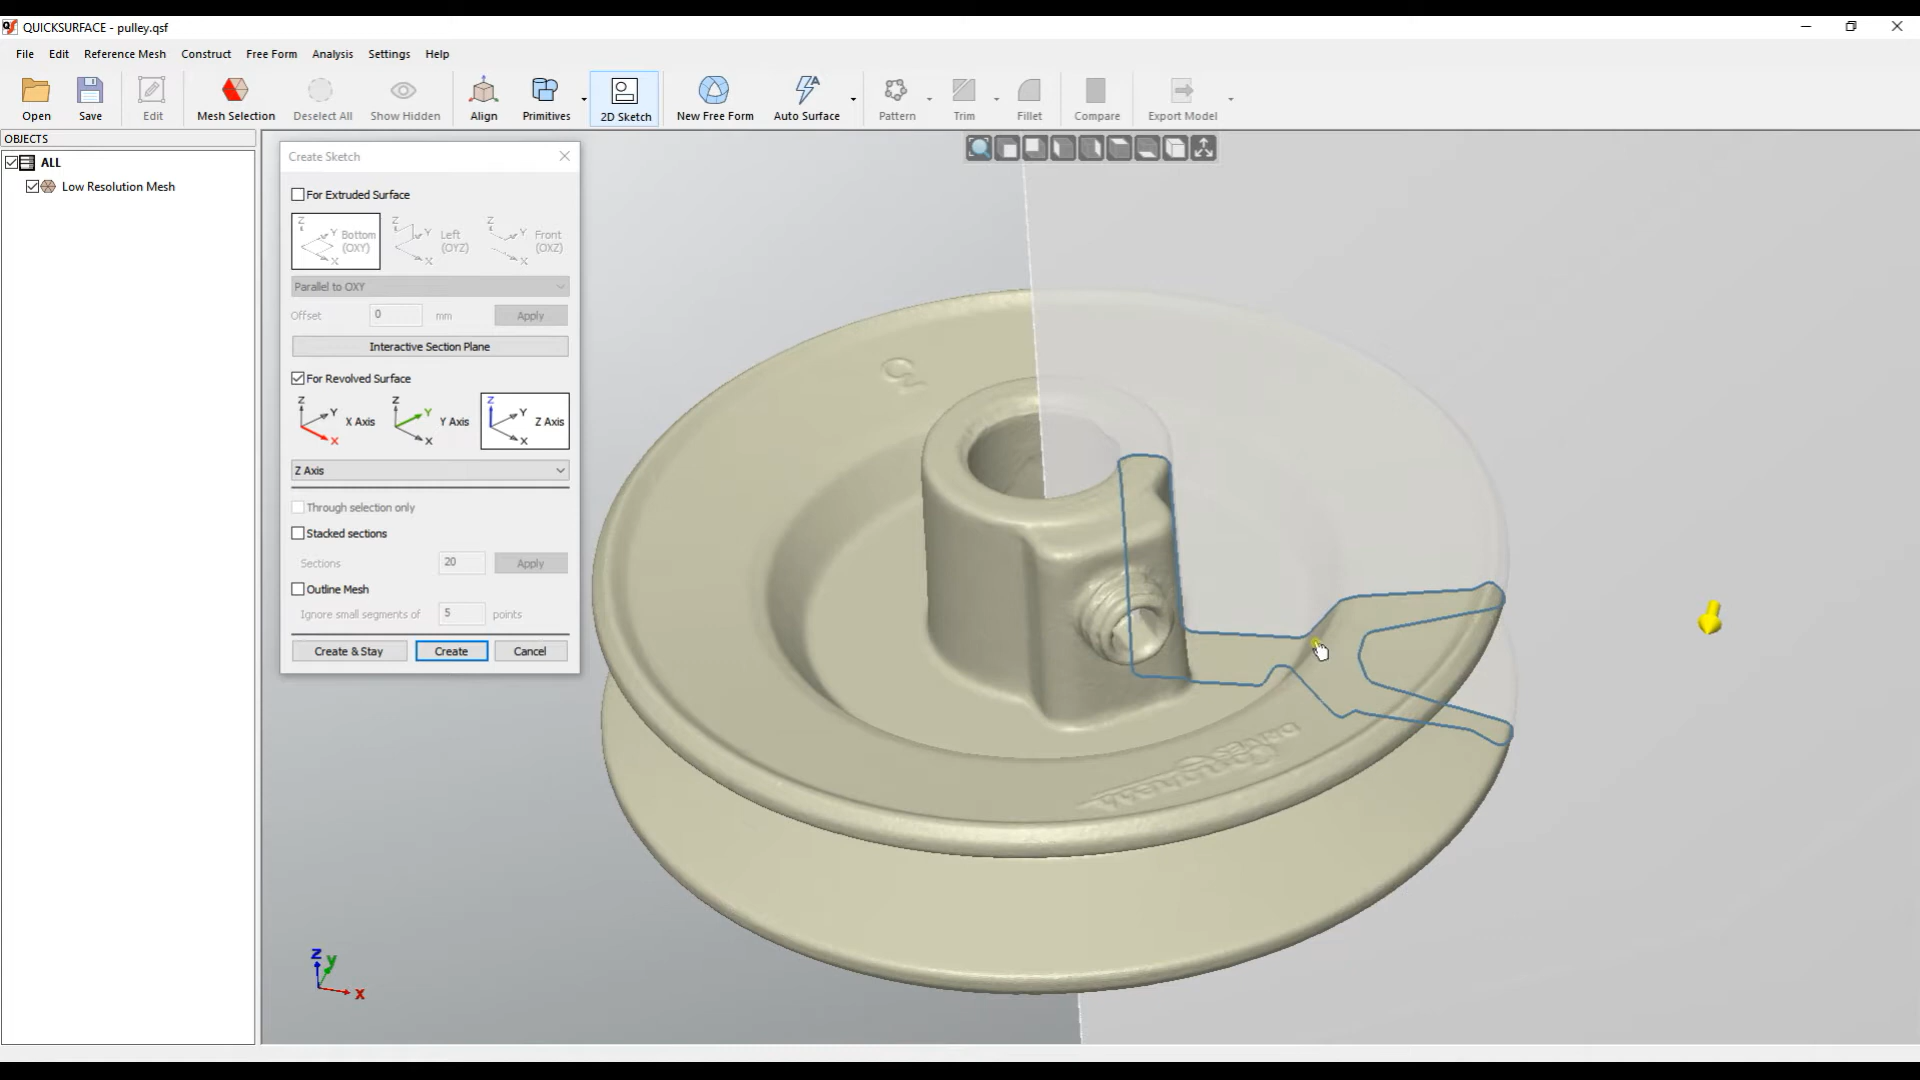 QUICKSURFACE - pulley.qsf
File Edit Reference Mesh Construct Free Form Analysis Settings Help
Open Save Edit Mesh Selection Deselect All Show Hidden Align Primitives 2D Sketch New Free Form Auto Surface Pattern Trim Fillet Compare Export Model
OBJECTS
ALL
Low Resolution Mesh
Create Sketch
For Extruded Surface
Z Y X Bottom (OXY) Z Y X Left (OYZ) Z Y X Front (OXZ)
Parallel to OXY
Offset 0 mm Apply
Interactive Section Plane
For Revolved Surface
Z Y X X Axis Z Y X Y Axis Z Y X Z Axis
Z Axis
Through selection only
Stacked sections
Sections 20 Apply
Outline Mesh
Ignore small segments of 5 points
Create & Stay Create Cancel
3
DRIVES
z y x